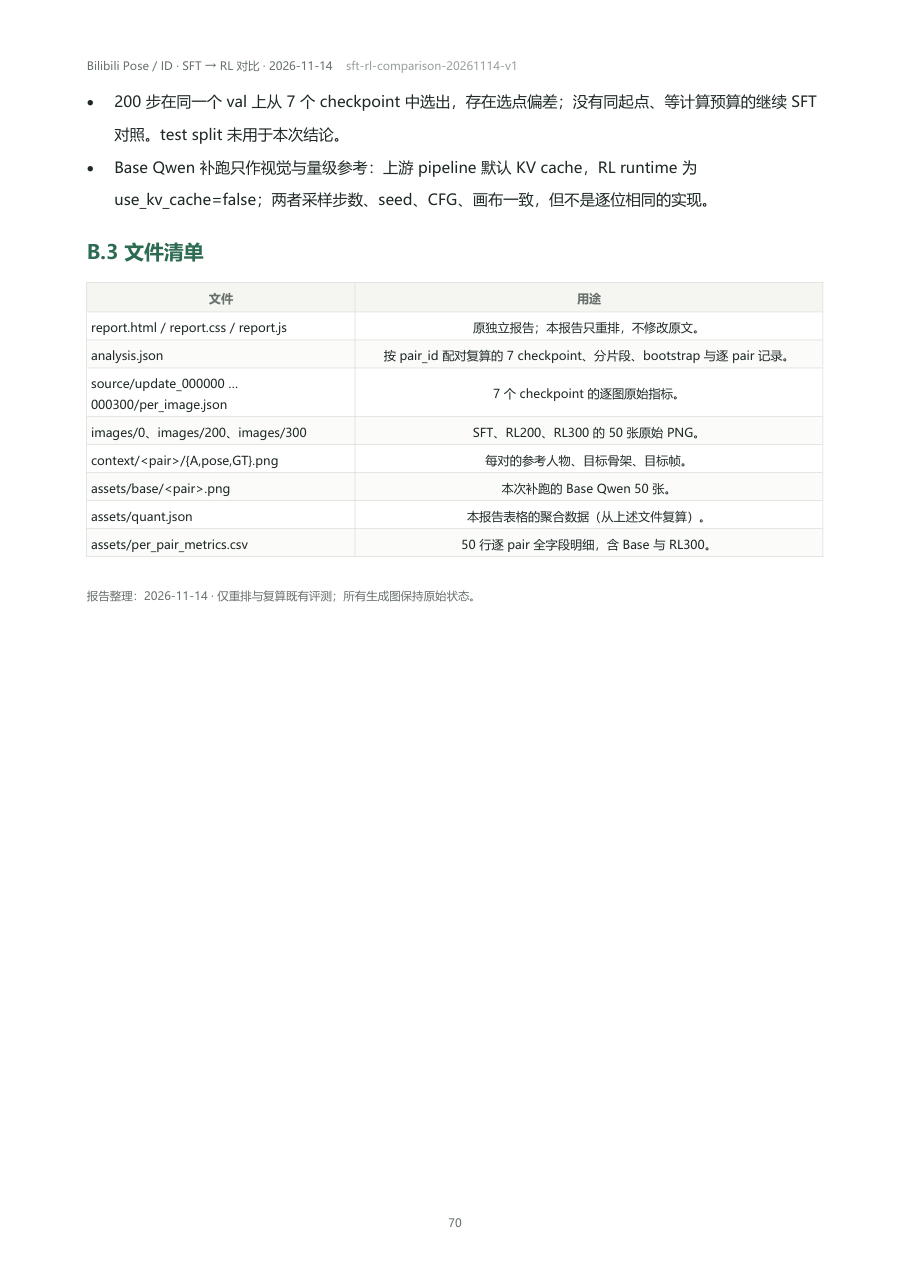 Bilibili Pose / ID · SFT → RL 对比 · 2026-11-14 sft-rl-comparison-20261114-v1
• 200 步在同一个 val 上从 7 个 checkpoint 中选出，存在选点偏差；没有同起点、等计算预算的继续 SFT
对照。test split 未用于本次结论。
• Base Qwen 补跑只作视觉与量级参考：上游 pipeline 默认 KV cache，RL runtime 为
use_kv_cache=false；两者采样步数、seed、CFG、画布一致，但不是逐位相同的实现。
B.3 文件清单
文件 用途
report.html / report.css / report.js 原独立报告；本报告只重排，不修改原文。
analysis.json 按 pair_id 配对复算的 7 checkpoint、分片段、bootstrap 与逐 pair 记录。
source/update_000000 …
000300/per_image.json 7 个 checkpoint 的逐图原始指标。
images/0、images/200、images/300 SFT、RL200、RL300 的 50 张原始 PNG。
context/<pair>/{A,pose,GT}.png 每对的参考人物、目标骨架、目标帧。
assets/base/<pair>.png 本次补跑的 Base Qwen 50 张。
assets/quant.json 本报告表格的聚合数据（从上述文件复算）。
assets/per_pair_metrics.csv 50 行逐 pair 全字段明细，含 Base 与 RL300。
报告整理：2026-11-14 · 仅重排与复算既有评测；所有生成图保持原始状态。
70